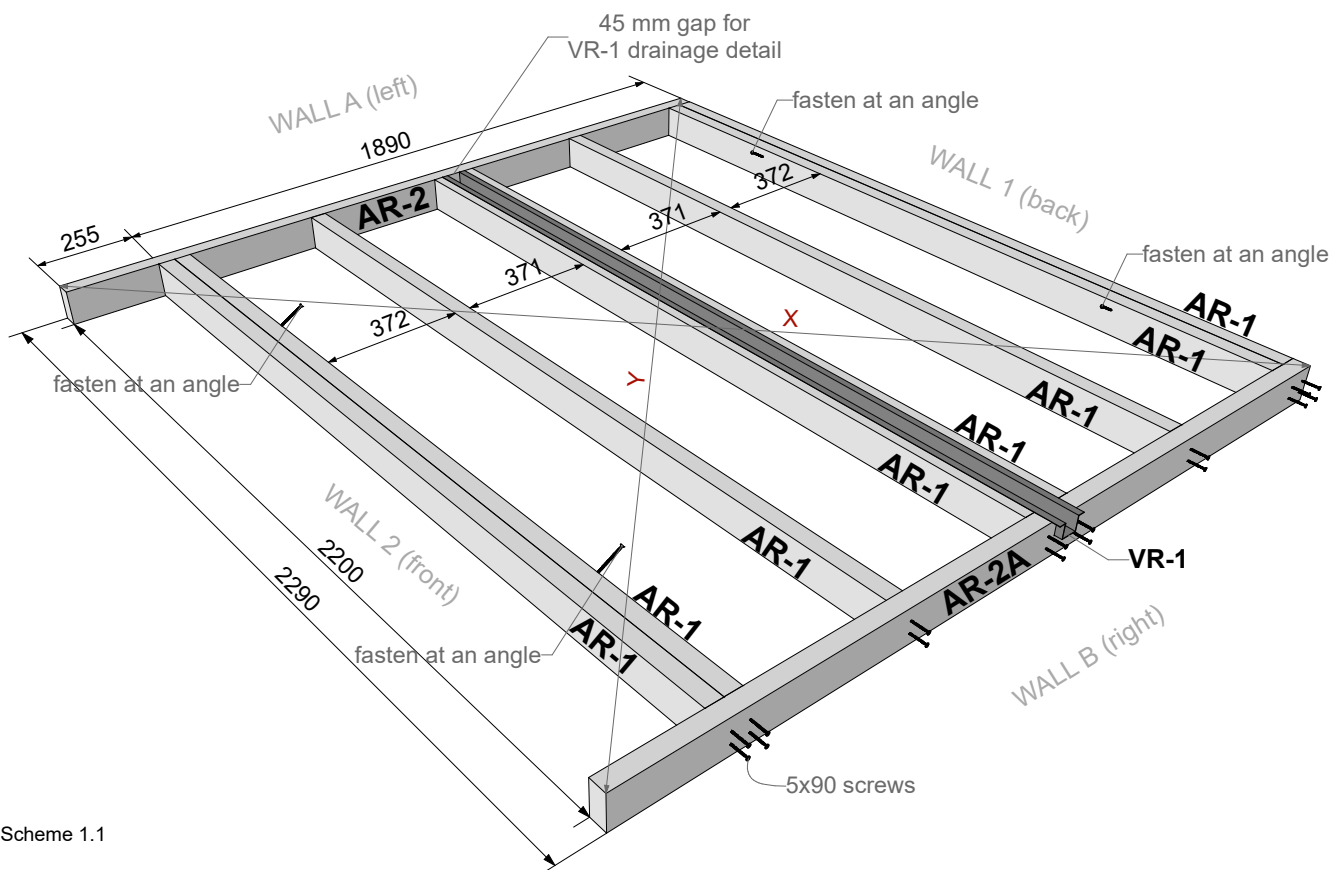 45 mm gap for
VR-1 drainage detail
WALL A (left)
fasten at an angle
1890
WALL 1 (back)
372
AR-2
371
255
fasten at an angle
371
AR-1
X
372
AR-1
Y
fasten at an angle
AR-1
AR-1
AR-1
WALL 2 (front)
AR-1
VR-1
2200
AR-2A
2290
AR-1
WALL B (right)
AR-1
fasten at an angle
5x90 screws
Scheme 1.1